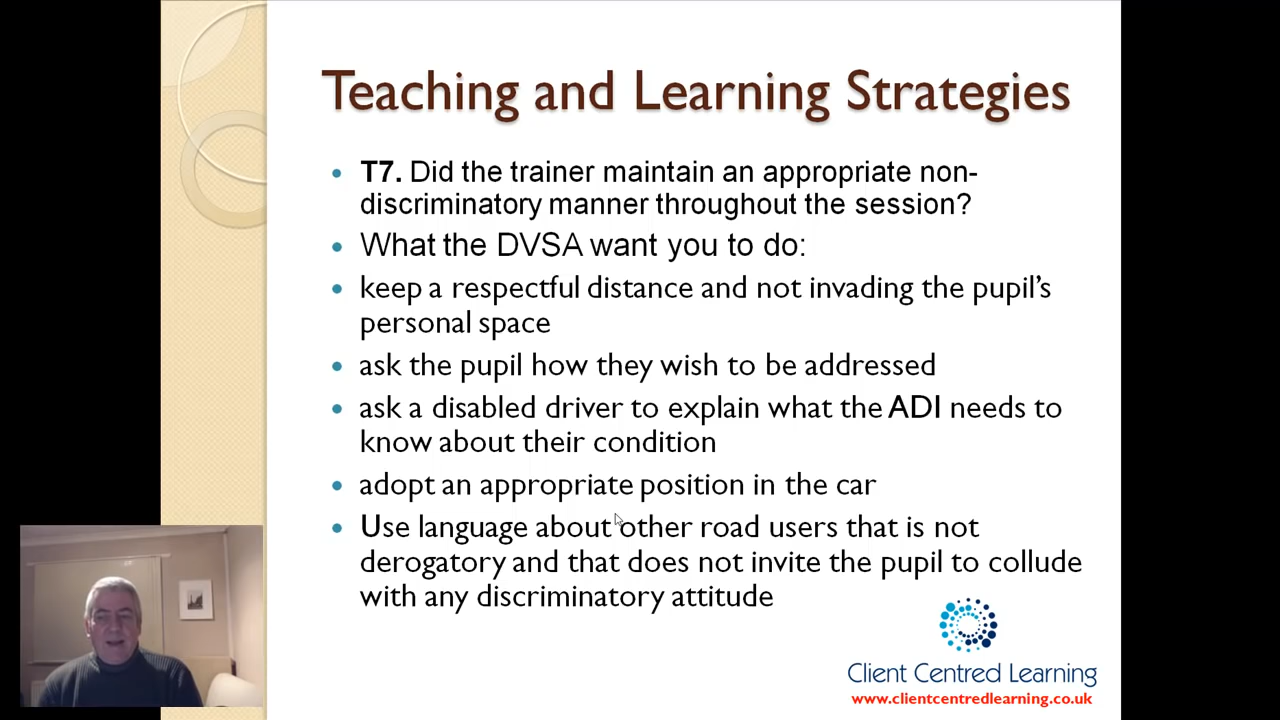 Teaching and Learning Strategies
T7. Did the trainer maintain an appropriate non-
discriminatory manner throughout the session?
What the DVSA want you to do:
keep a respectful distance and not invading the pupil's
personal space
ask the pupil how they wish to be addressed
ask a disabled driver to explain what the ADI needs to
know about their condition
adopt an appropriate position in the car
Use language about other road users that is not
derogatory and that does not invite the pupil to collude
with any discriminatory attitude
Client Centred Learning
www.clientcentredlearning.co.uk